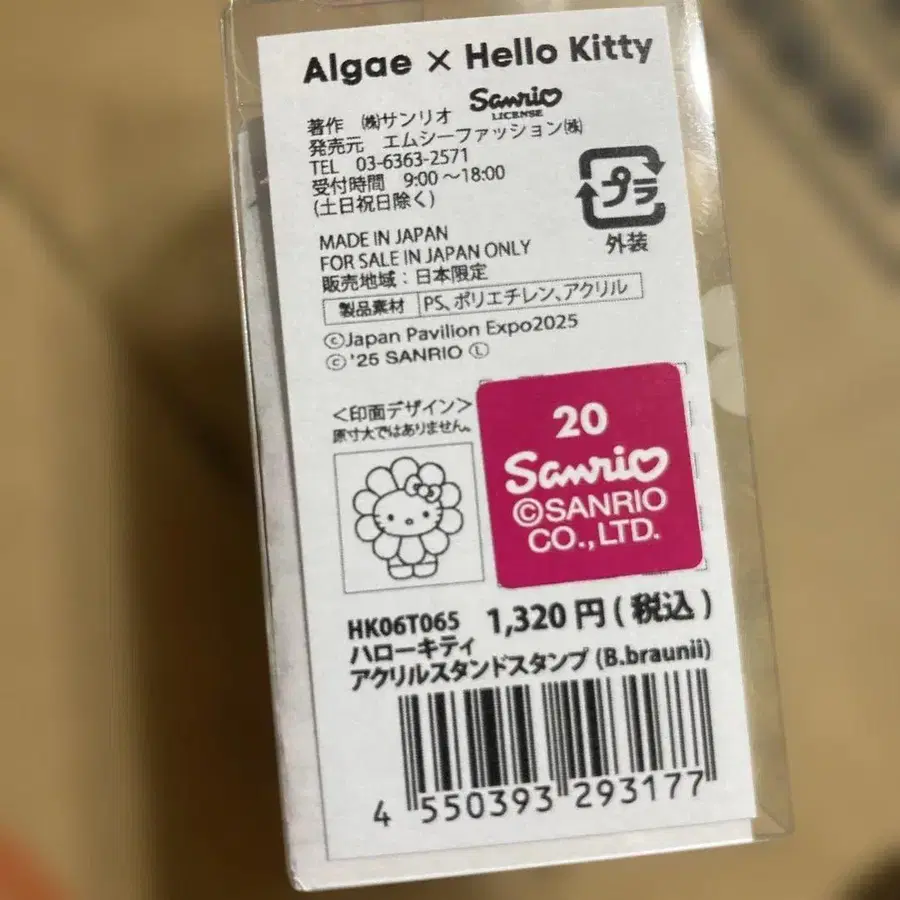 Algae × Hello Kitty
著作 ㈱サンリオ
Sanrio
LICENSE
発売元 エムシーファッション㈱
TEL 03-6363-2571
受付時間 9:00～18:00
(土日祝日除く)
プラ
外装
MADE IN JAPAN
FOR SALE IN JAPAN ONLY
販売地域：日本限定
製品素材 PS、ポリエチレン、アクリル
ⒸJapan Pavilion Expo2025
Ⓒ'25 SANRIO Ⓛ
＜印面デザイン＞
原寸大ではありません。
20
Sanrio
©SANRIO
CO.,LTD.
HK06T065 1,320円(税込)
ハローキティ
アクリルスタンドスタンプ (B.braunii)
4 550393 293177